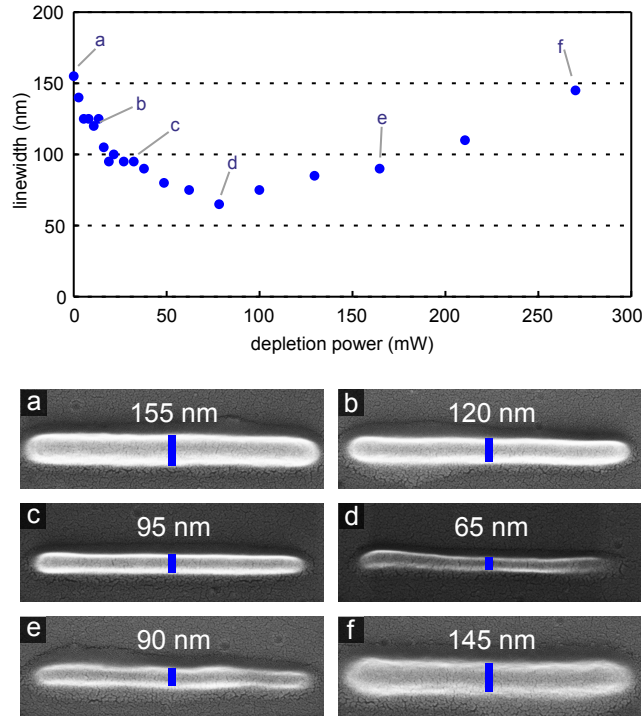 200
150
100
50
0
linewidth (nm)
a
b
c
d
e
f
0 50 100 150 200 250 300
depletion power (mW)
a 155 nm
b 120 nm
c 95 nm
d 65 nm
e 90 nm
f 145 nm